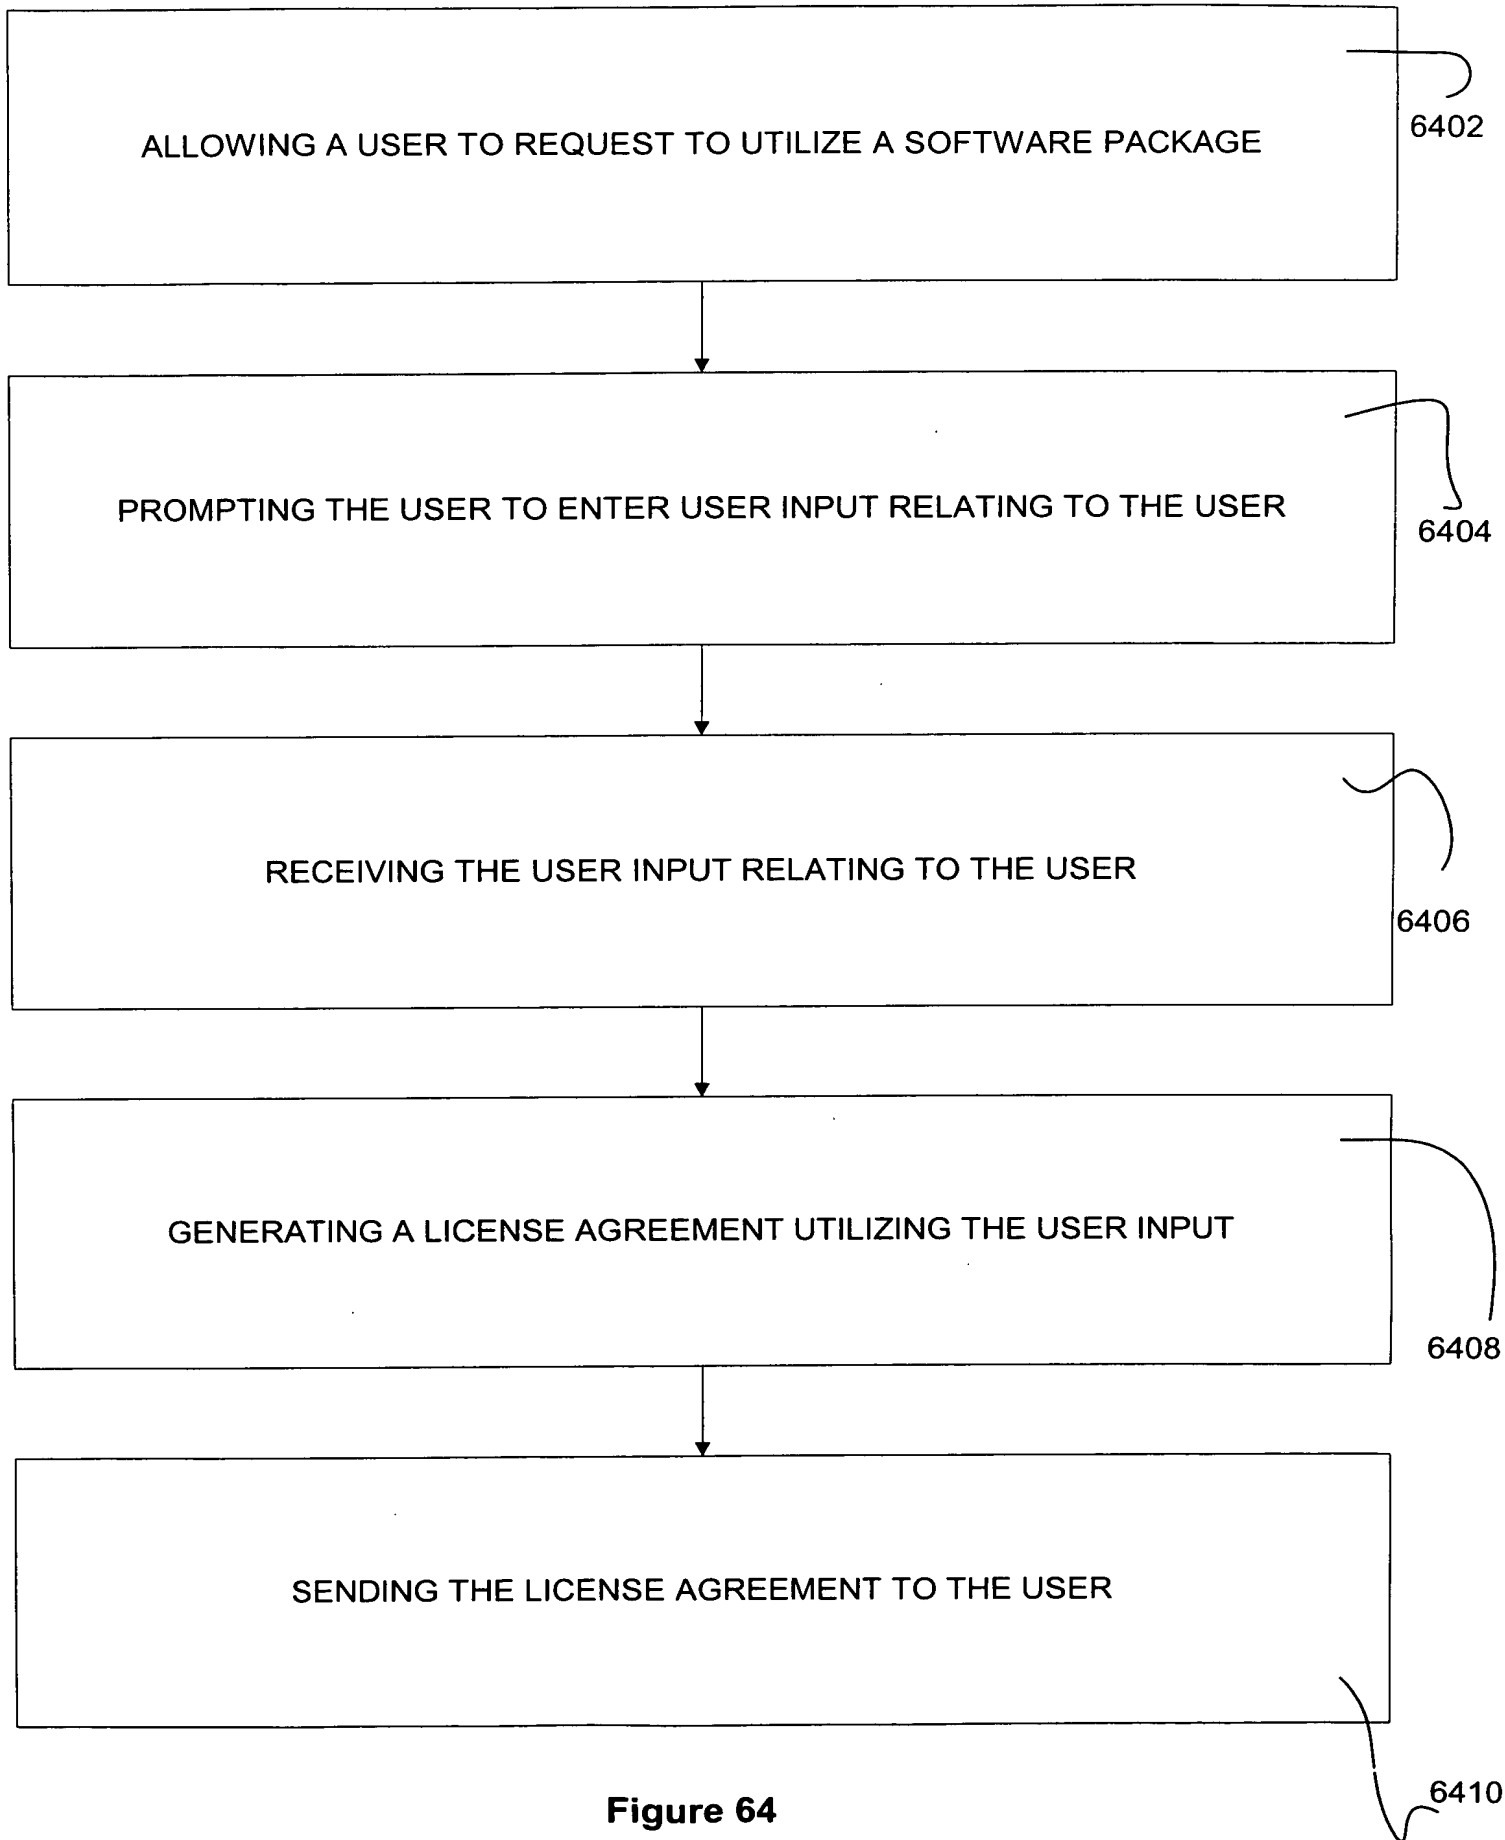 ALLOWING A USER TO REQUEST TO UTILIZE A SOFTWARE PACKAGE
6402
PROMPTING THE USER TO ENTER USER INPUT RELATING TO THE USER
6404
RECEIVING THE USER INPUT RELATING TO THE USER
6406
GENERATING A LICENSE AGREEMENT UTILIZING THE USER INPUT
6408
SENDING THE LICENSE AGREEMENT TO THE USER
6410
Figure 64